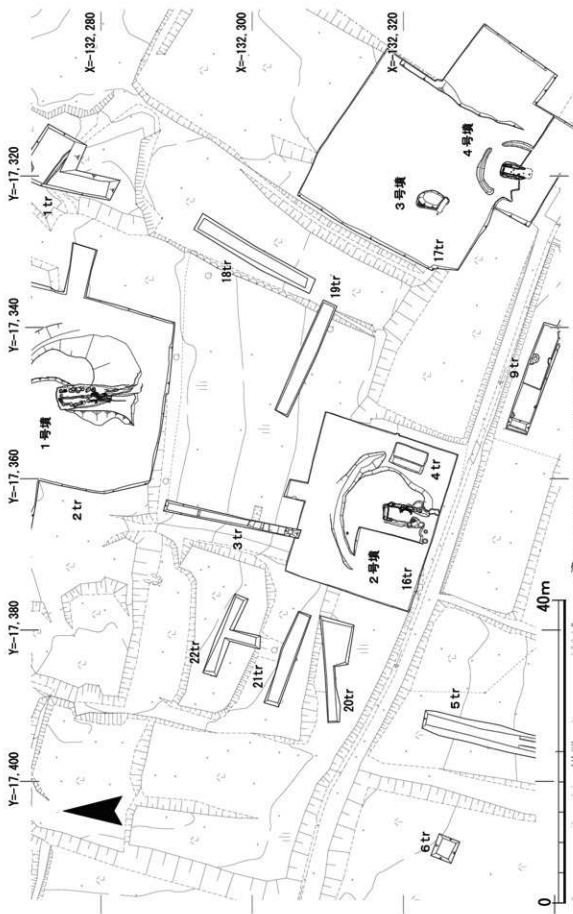 X=-132, 280
X=-132, 300
X=-132, 320
Y=-17, 320
Y=-17, 340
Y=-17, 360
Y=-17, 380
Y=-17, 400
1tr
1号墳
2tr
18tr
19tr
3号墳
4号墳
17tr
9tr
3tr
4tr
2号墳
16tr
22tr
21tr
20tr
5tr
6tr
0
40m